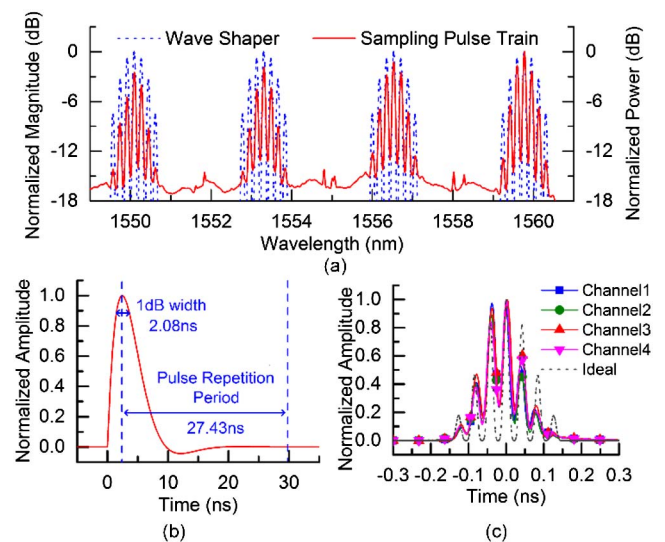 Wave Shaper
Sampling Pulse Train
Normalized Magnitude (dB)
0
-6
-12
-18
0
-6
-12
-18
Normalized Power (dB)
1550 1552 1554 1556 1558 1560
Wavelength (nm)
(a)
Normalized Amplitude
1.0
0.8
0.6
0.4
0.2
0.0
1dB width
2.08ns
Pulse Repetition
Period
27.43ns
0 10 20 30
Time (ns)
(b)
Normalized Amplitude
1.0
0.8
0.6
0.4
0.2
0.0
Channel1
Channel2
Channel3
Channel4
Ideal
-0.3 -0.2 -0.1 0.0 0.1 0.2 0.3
Time (ns)
(c)